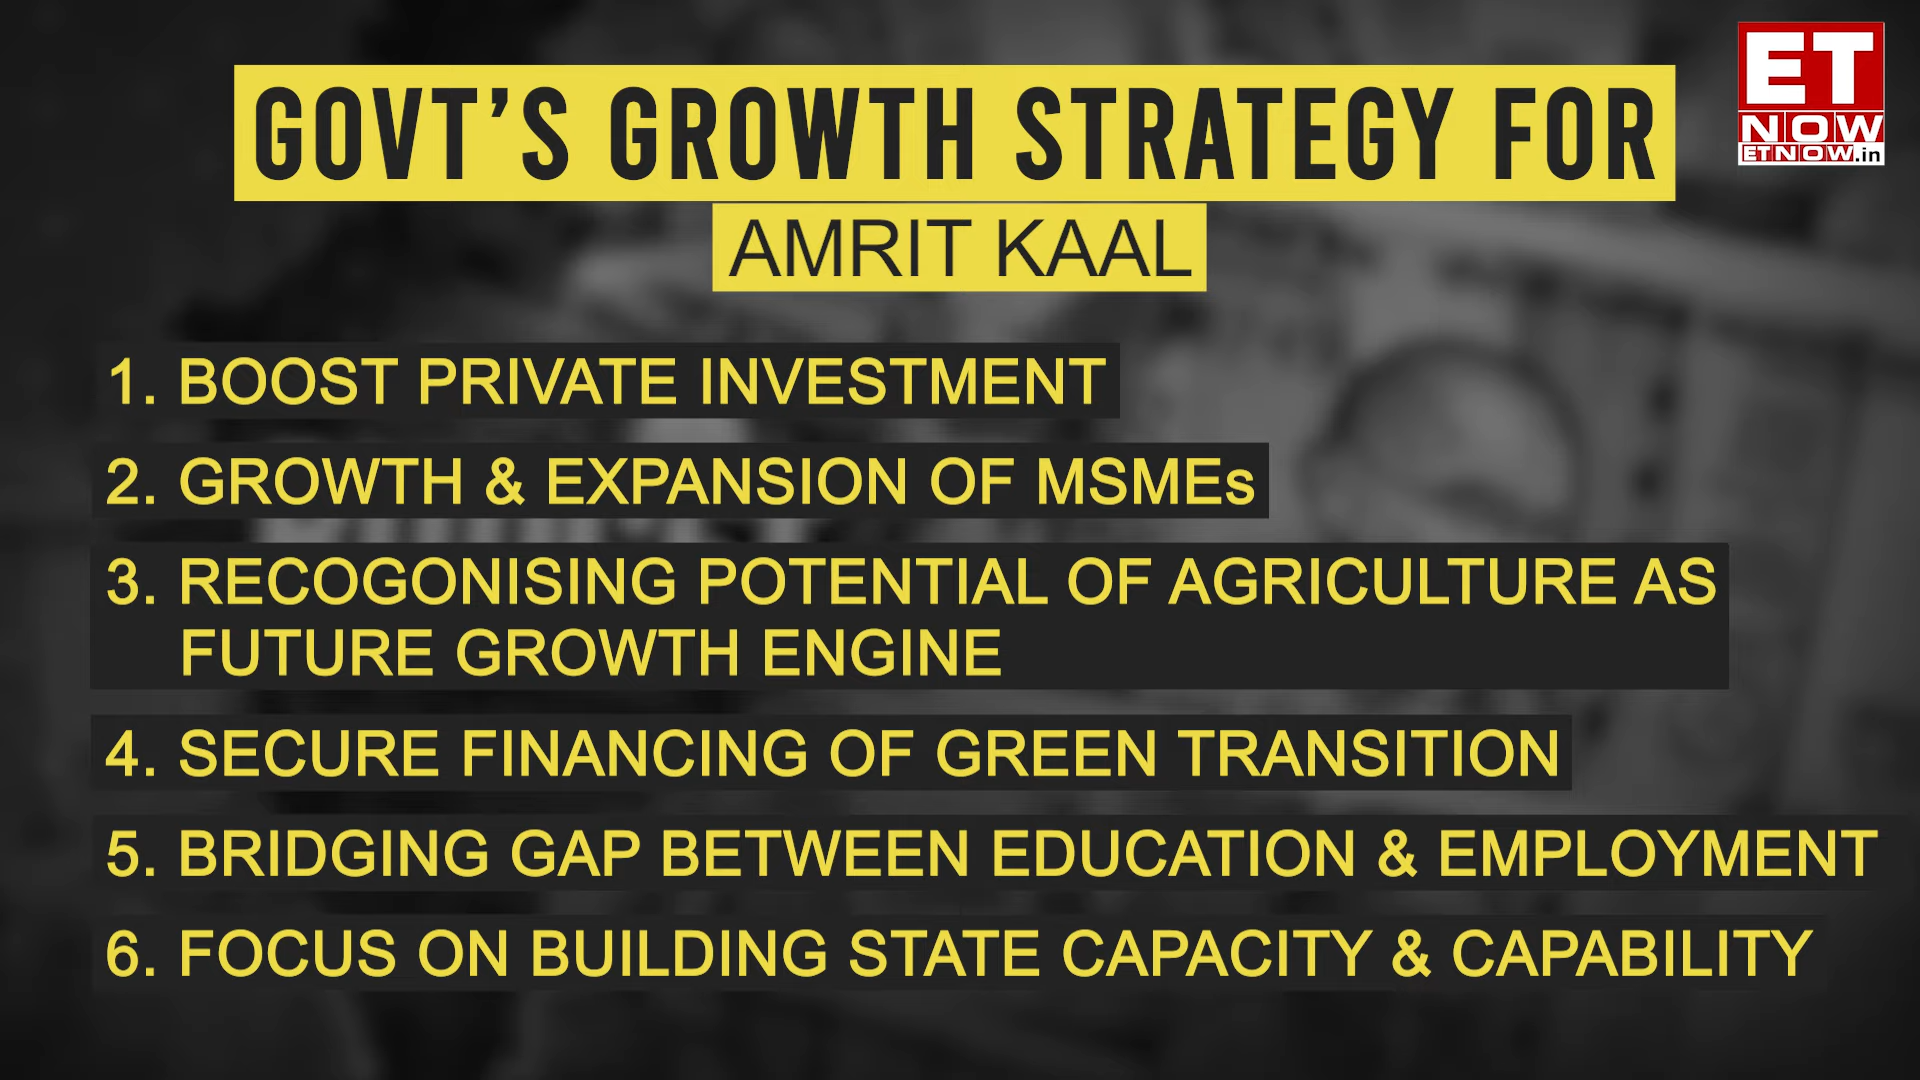 GOVT'S GROWTH STRATEGY FOR
AMRIT KAAL
ET
NOW
ETNOW.in
1. BOOST PRIVATE INVESTMENT
2. GROWTH & EXPANSION OF MSMEs
3. RECOGONISING POTENTIAL OF AGRICULTURE AS
FUTURE GROWTH ENGINE
4. SECURE FINANCING OF GREEN TRANSITION
5. BRIDGING GAP BETWEEN EDUCATION & EMPLOYMENT
6. FOCUS ON BUILDING STATE CAPACITY & CAPABILITY